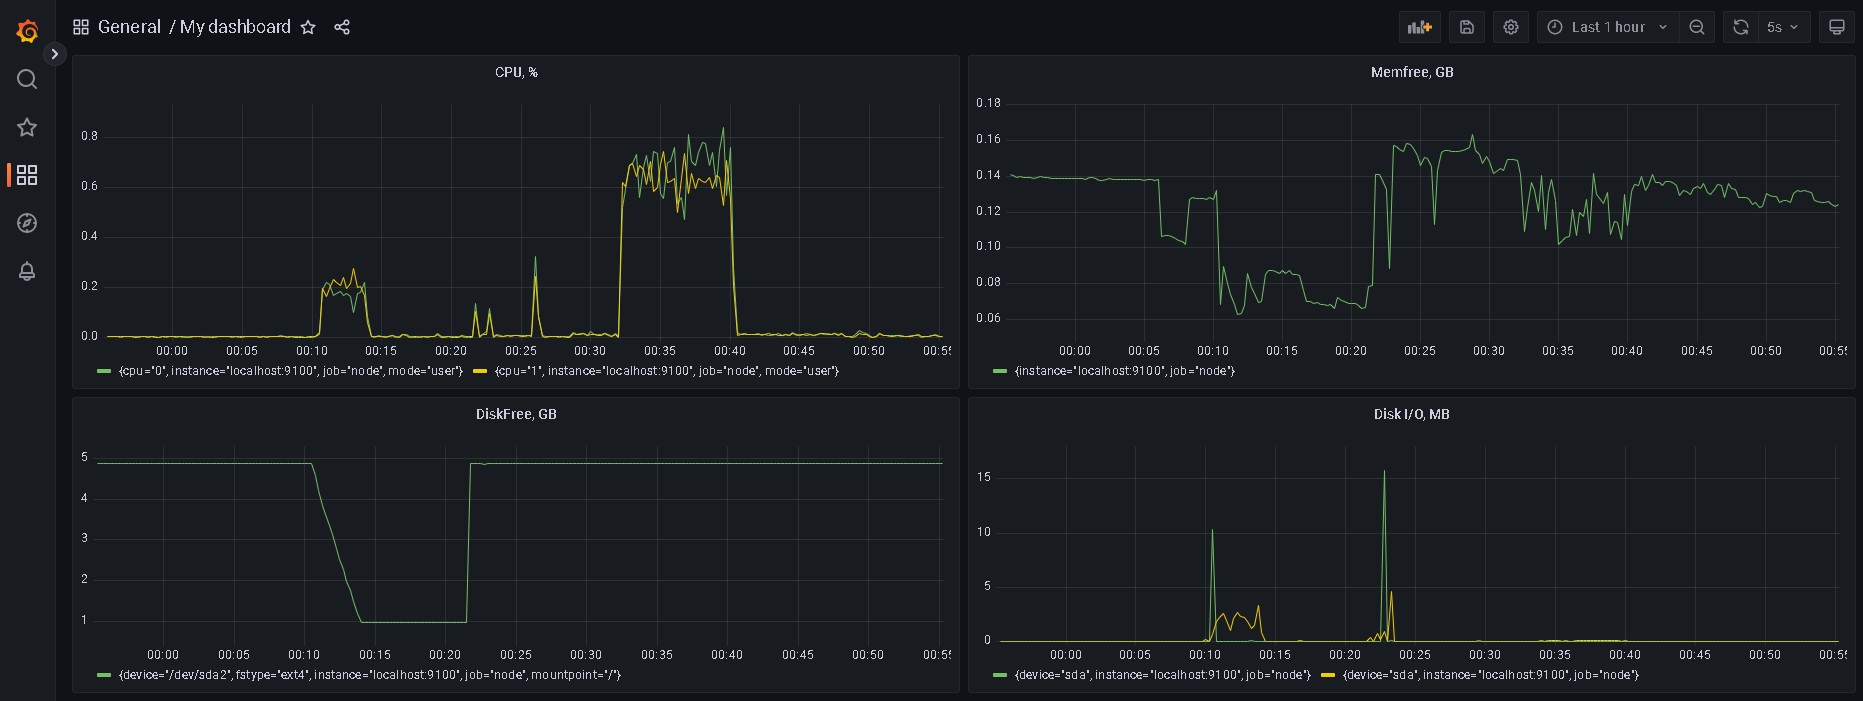 General / My dashboard
Last 1 hour
5s
CPU, %
0.8
0.6
0.4
0.2
0.0
00:00 00:05 00:10 00:15 00:20 00:25 00:30 00:35 00:40 00:45 00:50 00:55
{cpu="0", instance="localhost:9100", job="node", mode="user"} {cpu="1", instance="localhost:9100", job="node", mode="user"}
Memfree, GB
0.18
0.16
0.14
0.12
0.10
0.08
0.06
00:00 00:05 00:10 00:15 00:20 00:25 00:30 00:35 00:40 00:45 00:50 00:55
{instance="localhost:9100", job="node"}
DiskFree, GB
5
4
3
2
1
00:00 00:05 00:10 00:15 00:20 00:25 00:30 00:35 00:40 00:45 00:50 00:55
{device="/dev/sda2", fstype="ext4", instance="localhost:9100", job="node", mountpoint="/"}
Disk I/O, MB
15
10
5
0
00:00 00:05 00:10 00:15 00:20 00:25 00:30 00:35 00:40 00:45 00:50 00:55
{device="sda", instance="localhost:9100", job="node"} {device="sda", instance="localhost:9100", job="node"}